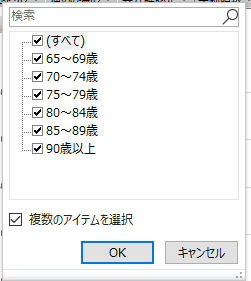 検索
(すべて)
65～69歳
70～74歳
75～79歳
80～84歳
85～89歳
90歳以上
複数のアイテムを選択
OK
キャンセル